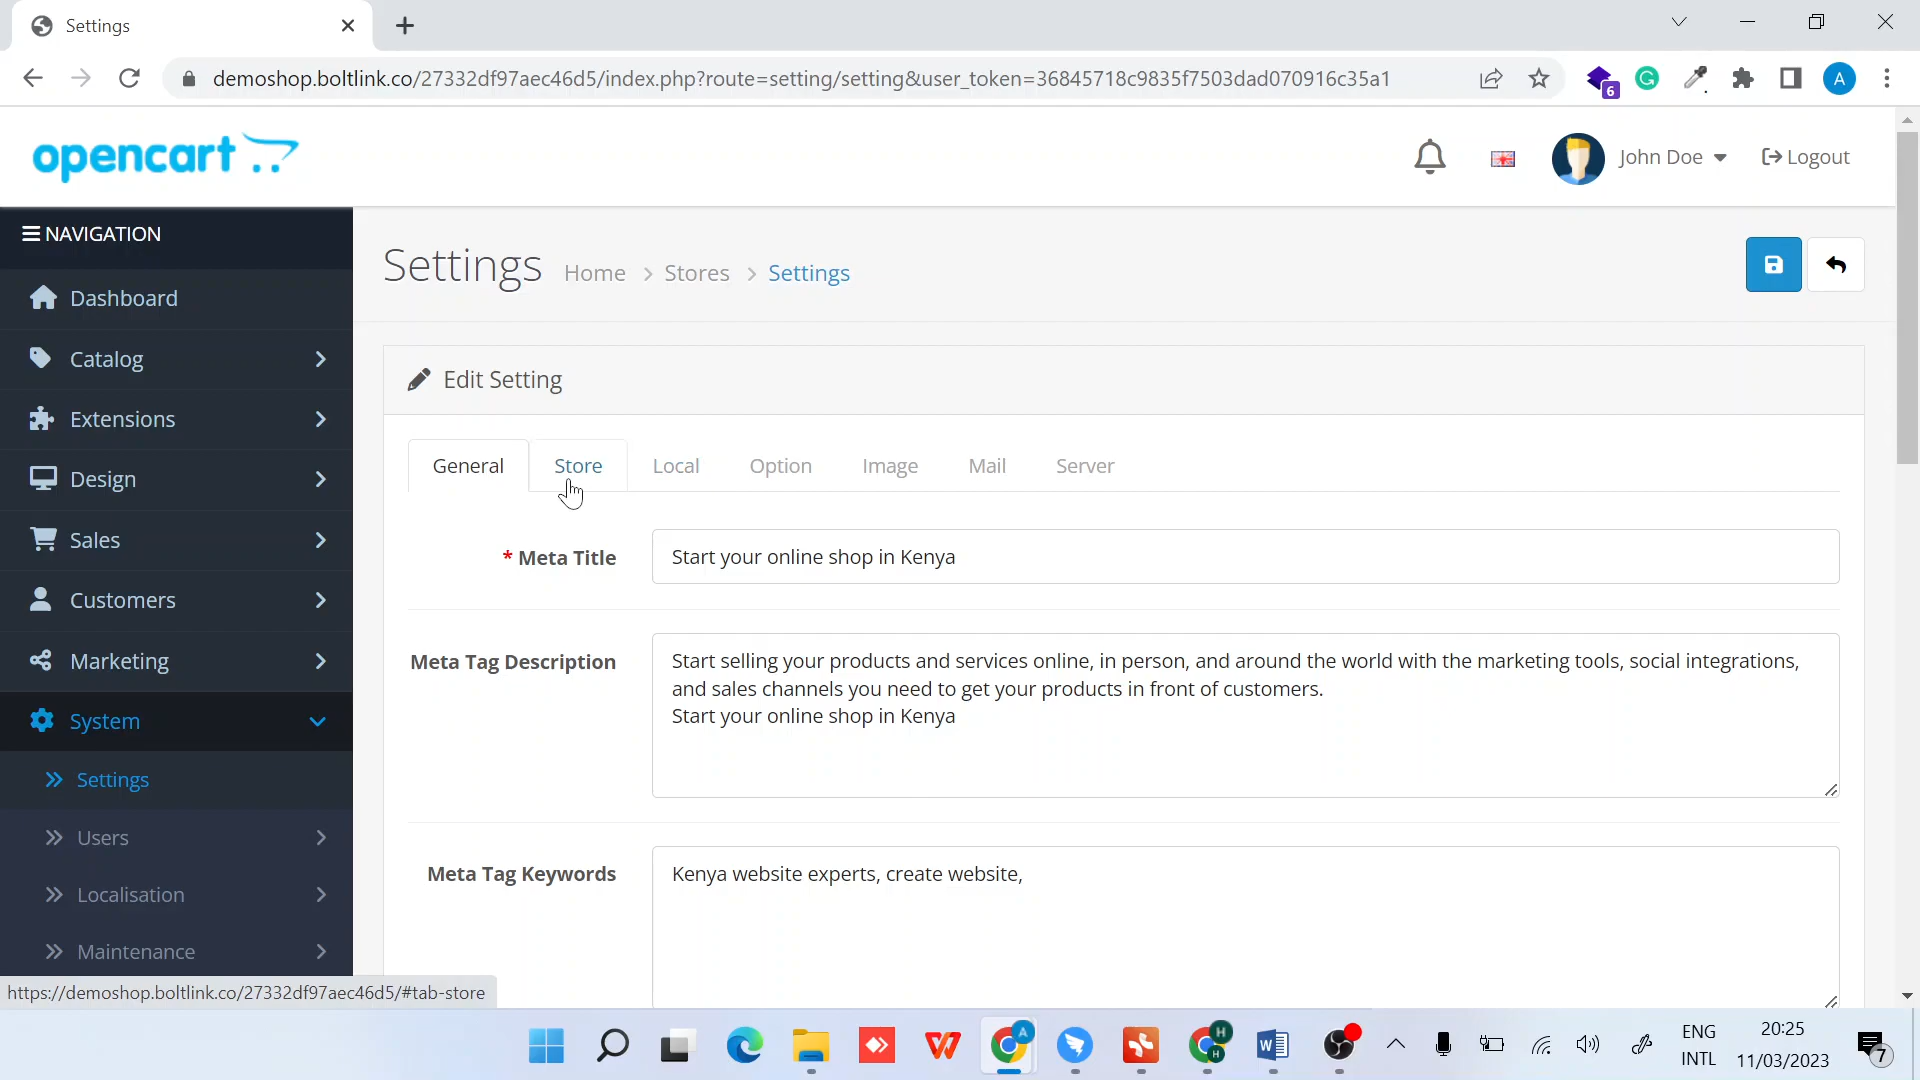 Settings
demoshop.boltlink.co/27332df97aec46d5/index.php?route=setting/setting&user_token=36845718c9835f7503dad070916c35a1
6
A
opencart
John Doe
Logout
NAVIGATION
Settings
Home > Stores > Settings
Dashboard
Catalog
Extensions
Design
Sales
Customers
Marketing
System
Settings
Users
Localisation
Maintenance
Edit Setting
General Store Local Option Image Mail Server
* Meta Title
Start your online shop in Kenya
Meta Tag Description
Start selling your products and services online, in person, and around the world with the marketing tools, social integrations,
and sales channels you need to get your products in front of customers.
Start your online shop in Kenya
Meta Tag Keywords
Kenya website experts, create website,
https://demoshop.boltlink.co/27332df97aec46d5/#tab-store
A
H
H
W
ENG
INTL
20:25
11/03/2023
7